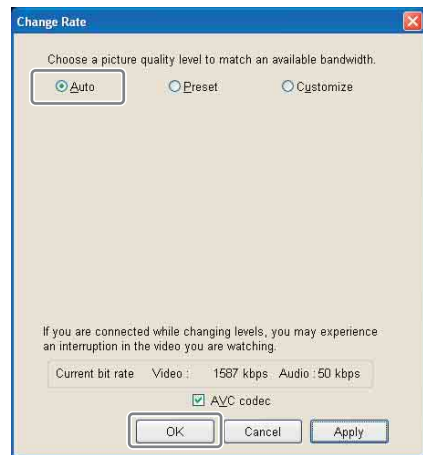 Change Rate
Choose a picture quality level to match an available bandwidth.
Auto Preset Customize
If you are connected while changing levels, you may experience
an interruption in the video you are watching.
Current bit rate Video : 1587 kbps Audio : 50 kbps
AVC codec
OK Cancel Apply